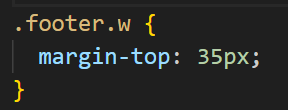 .footer.w {
  margin-top: 35px;
}